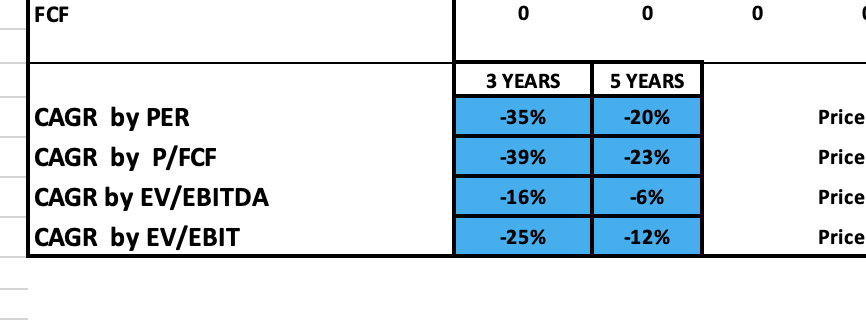 FCF 0 0 0
3 YEARS 5 YEARS
CAGR by PER -35% -20% Price
CAGR by P/FCF -39% -23% Price
CAGR by EV/EBITDA -16% -6% Price
CAGR by EV/EBIT -25% -12% Price